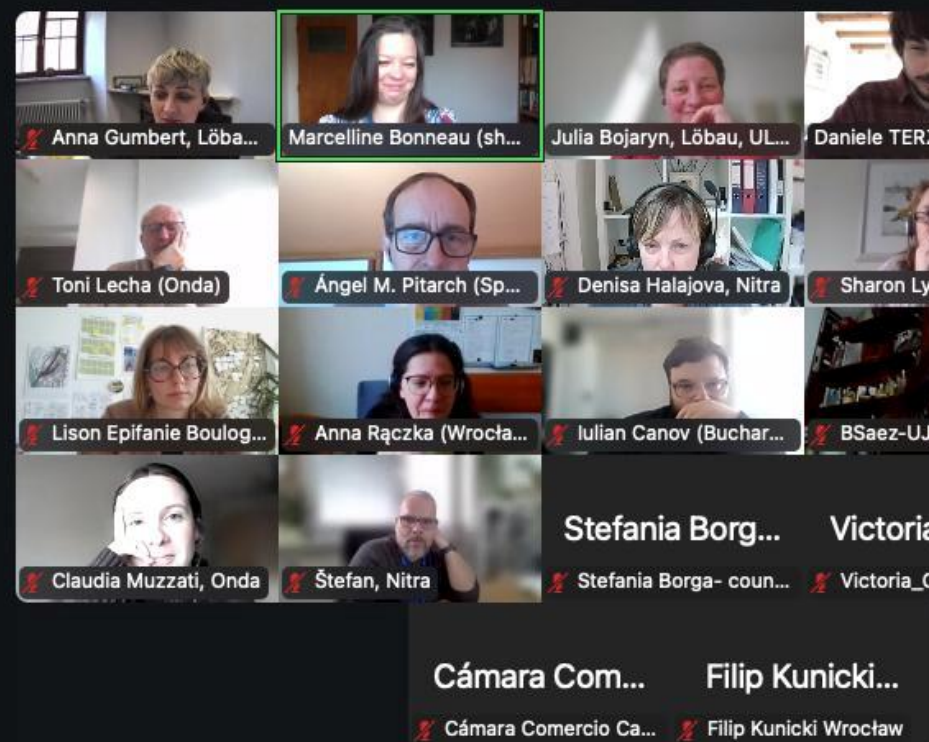 Anna Gumbert, Löba...
Marcelline Bonneau (sh...
Julia Bojaryn, Löbau, UL...
Daniele TERZ
Toni Lecha (Onda)
Ángel M. Pitarch (Sp...
Denisa Halajova, Nitra
Sharon Ly
Lison Epifanie Boulog...
Anna Rączka (Wrocła...
Iulian Canov (Buchar...
BSaez-UJ
Claudia Muzzati, Onda
Štefan, Nitra
Stefania Borg...
Stefania Borga- coun...
Victoria
Victoria_
Cámara Com...
Cámara Comercio Ca...
Filip Kunicki...
Filip Kunicki Wrocław